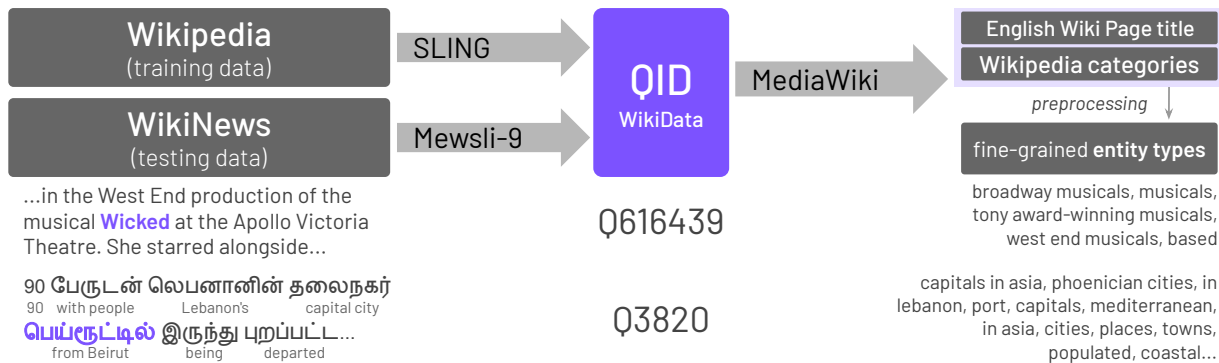 Wikipedia
(training data)
SLING
WikiNews
(testing data)
Mewsli-9
QID
WikiData
MediaWiki
English Wiki Page title
Wikipedia categories
preprocessing
fine-grained entity types
...in the West End production of the
musical Wicked at the Apollo Victoria
Theatre. She starred alongside...
Q616439
broadway musicals, musicals,
tony award-winning musicals,
west end musicals, based
90 பேருடன் லெபனானின் தலைநகர்
90 with people Lebanon's capital city
பெய்ரூட்டில் இருந்து புறப்பட்ட...
from Beirut being departed
Q3820
capitals in asia, phoenician cities, in
lebanon, port, capitals, mediterranean,
in asia, cities, places, towns,
populated, coastal...